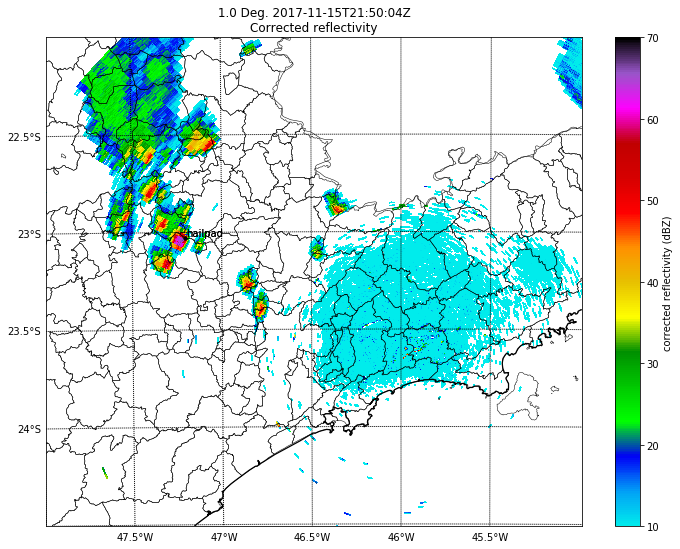 1.0 Deg. 2017-11-15T21:50:04Z
Corrected reflectivity
70
60
50
40
30
20
10
corrected reflectivity (dBZ)
22.5°S
23°S
23.5°S
24°S
hailpad
47.5°W
47°W
46.5°W
46°W
45.5°W